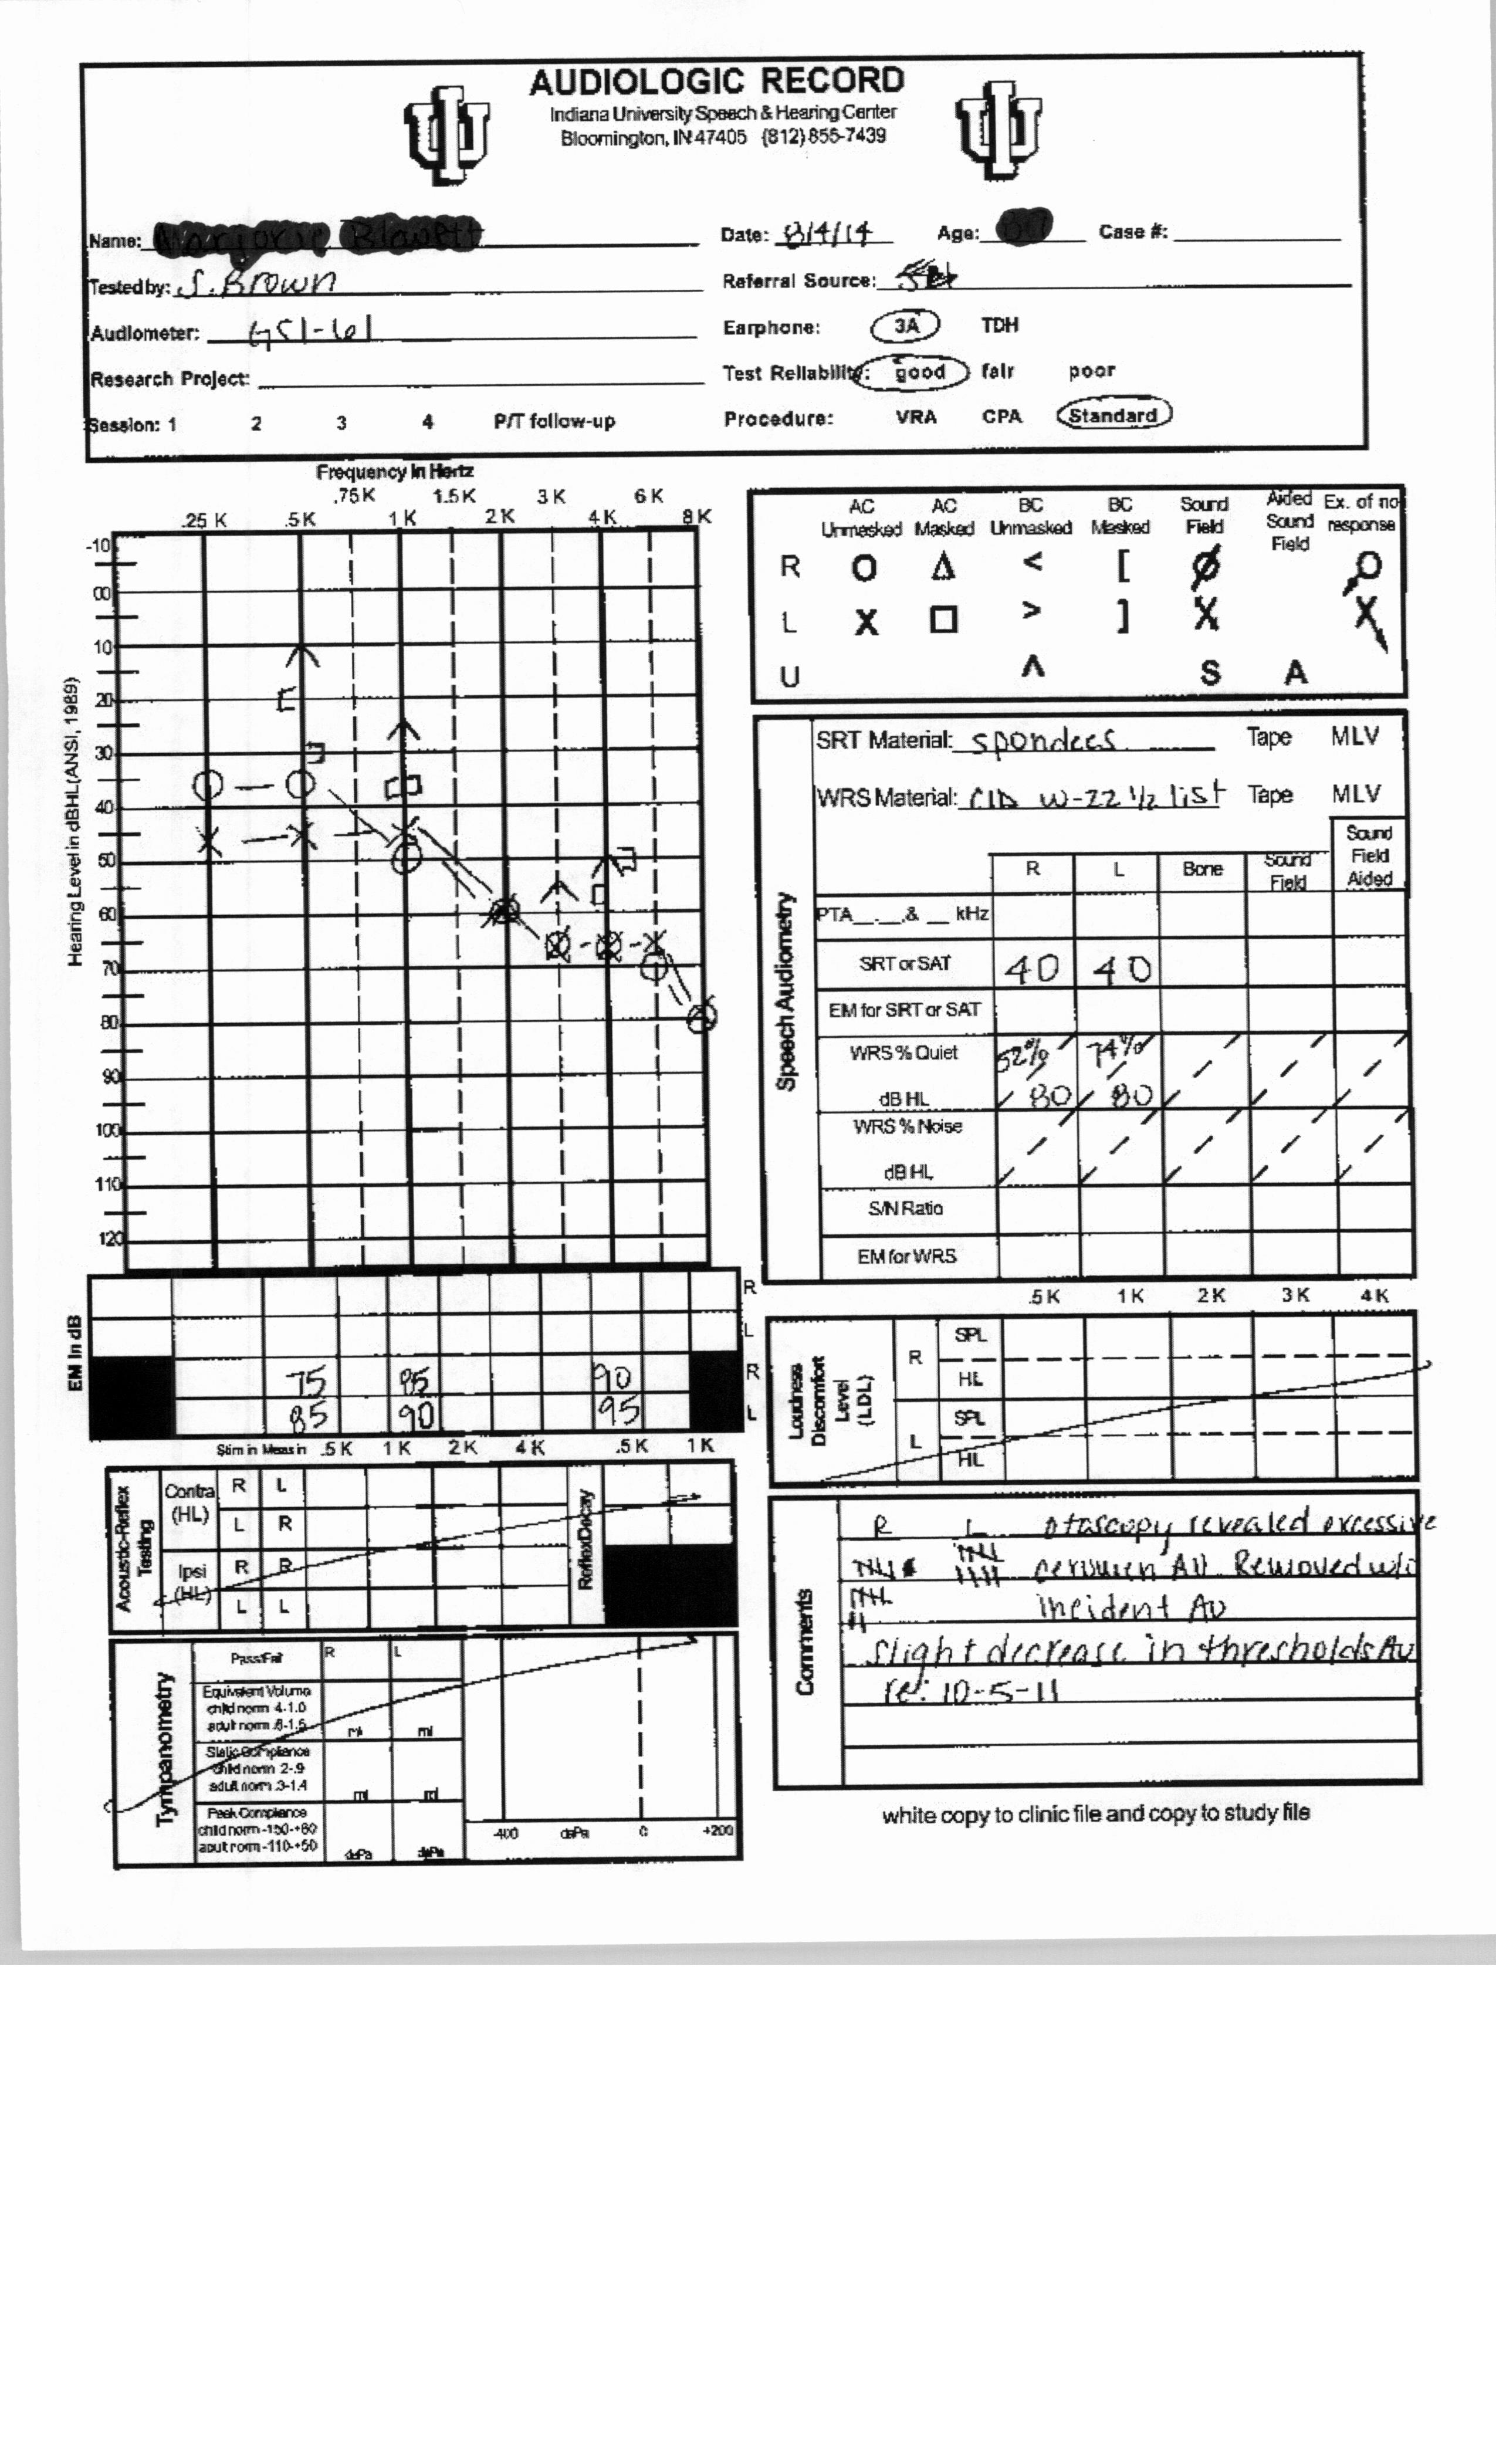 AUDIOLOGIC RECORD
Indiana University Speech & Hearing Center
Bloomington, IN 47405 (812) 855-7439
Name:
Date: 8/4/14 Age: Case #:
Tested by: S. Brown
Referral Source:
Audiometer: GSI-61
Earphone: 3A TDH
Research Project:
Test Reliability: good fair poor
Session: 1 2 3 4 P/T follow-up
Procedure: VRA CPA Standard
Frequency In Hertz
.75 K 1.5 K 3 K 6 K
.25 K .5 K 1 K 2 K 4 K 8 K
Hearing Level in dBHL(ANSI, 1989)
-10
00
10
20
30
40
50
60
70
80
90
100
110
120
AC Unmasked AC Masked BC Unmasked BC Masked Sound Field Aided Sound Field Ex. of no response
R O Δ < [ Ø
L X □ > ] X
U Λ S A
Speech Audiometry
SRT Material: spondees Tape MLV
WRS Material: CID W-22 1/2 list Tape MLV
R L Bone Sound Field Sound Field Aided
PTA__.__,& __ kHz
SRT or SAT 40 40
EM for SRT or SAT
WRS % Quiet 74%
dB HL 80 80
WRS % Noise
dB HL
S/N Ratio
EM for WRS
EM In dB
R
L
75 90 R
85 90 95 L
.5 K 1 K 2 K 3 K 4 K
Loudness Discomfort Level (LDL)
R SPL
HL
L SPL
HL
Stim in Meas in .5 K 1 K 2 K 4 K .5 K 1 K
Acoustic-Reflex Testing
Contra (HL) R L
L R
Ipsi (HL) R R
L L
Reflex Decay
Tympanometry
Pass/Fail R L
Equivalent Volume
child norm .4-1.0
adult norm .6-1.5 ml ml
Static Compliance
child norm .2-.9
adult norm .3-1.4 ml ml
Peak Compliance
child norm -150-+60
adult norm -110-+50 daPa daPa
-400 daPa 0 +200
Comments
R L otoscopy revealed excessive
cerumen AU. Removed w/o
incident AU
slight decrease in thresholds AU
re: 10-5-11
white copy to clinic file and copy to study file